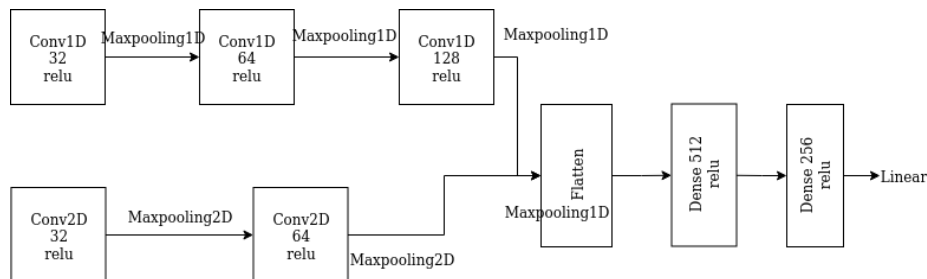 Conv1D
32
relu
Maxpooling1D
Conv1D
64
relu
Maxpooling1D
Conv1D
128
relu
Maxpooling1D
Conv2D
32
relu
Maxpooling2D
Conv2D
64
relu
Maxpooling2D
Flatten
Maxpooling1D
Dense 512
relu
Dense 256
relu
Linear